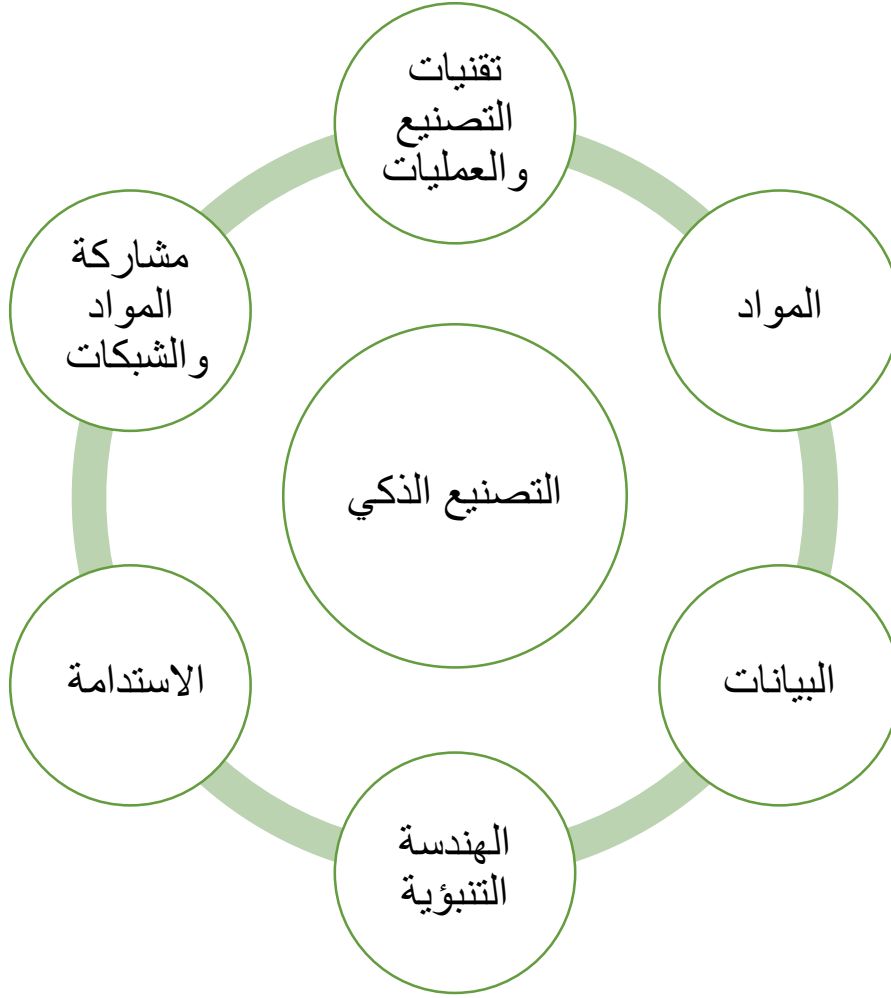 تقنيات
التصنيع
والعمليات
المواد
البيانات
الهندسة
التنبؤية
الاستدامة
مشاركة
المواد
والشبكات
التصنيع الذكي